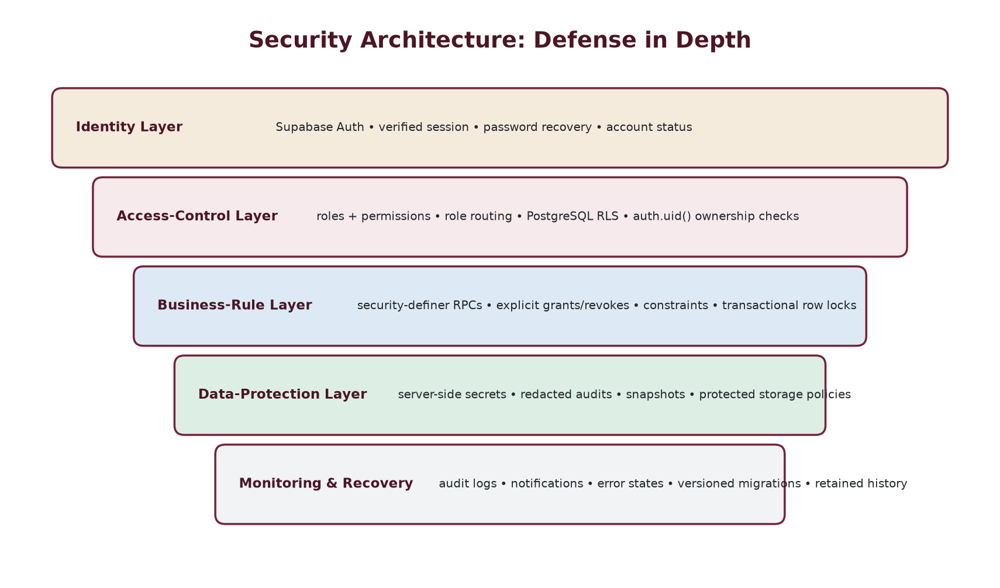 Security Architecture: Defense in Depth
Identity Layer Supabase Auth • verified session • password recovery • account status
Access-Control Layer roles + permissions • role routing • PostgreSQL RLS • auth.uid() ownership checks
Business-Rule Layer security-definer RPCs • explicit grants/revokes • constraints • transactional row locks
Data-Protection Layer server-side secrets • redacted audits • snapshots • protected storage policies
Monitoring & Recovery audit logs • notifications • error states • versioned migrations • retained history